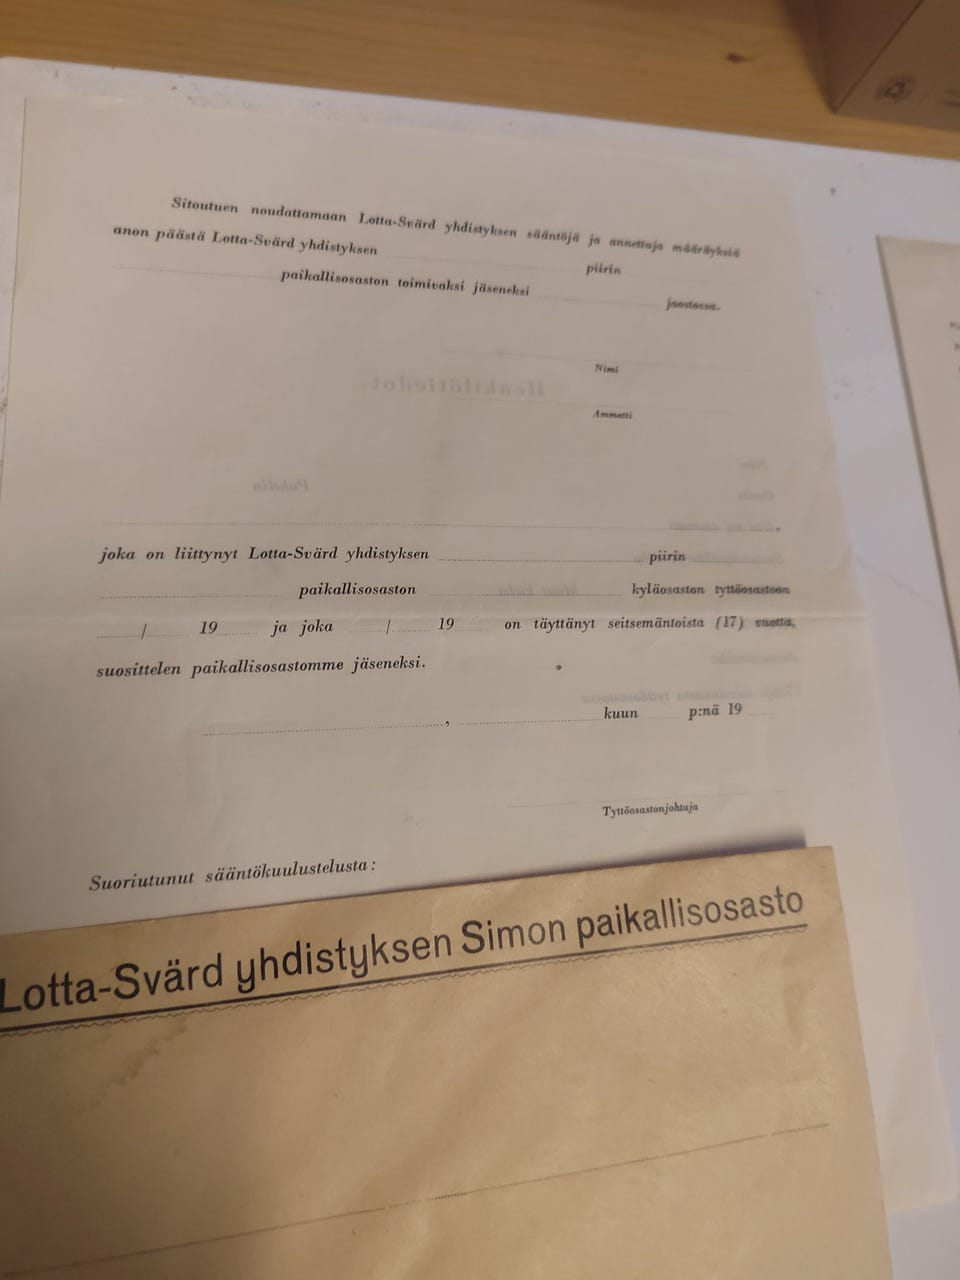 Sitoutuen noudattamaan Lotta-Svärd yhdistyksen sääntöjä ja annettuja määräyksiä
anon päästä Lotta-Svärd yhdistyksen piirin
paikallisosaston toimivaksi jäseneksi jaostossa.
Nimi
Henkilötiedot
Ammatti
Puhelin
,
joka on liittynyt Lotta-Svärd yhdistyksen piirin
paikallisosaston kyläosaston tyttöosastoon
/ 19 ja joka / 19 on täyttänyt seitsemäntoista (17) vuotta,
suosittelen paikallisosastomme jäseneksi.
, kuun p:nä 19
Tyttöosastonjohtaja
Suoriutunut sääntökuulustelusta:
Lotta-Svärd yhdistyksen Simon paikallisosasto